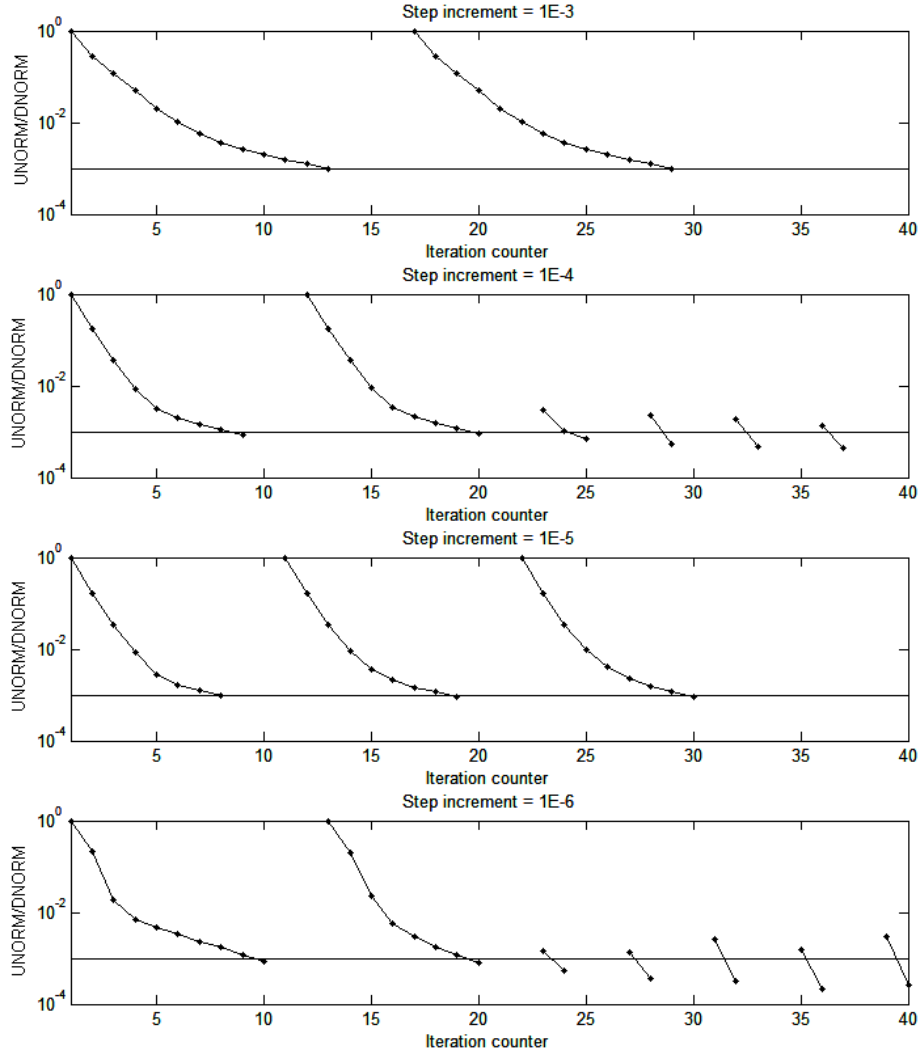 Step increment = 1E-3
UNORM/DNORM
10^0
10^-2
10^-4
5 10 15 20 25 30 35 40
Iteration counter
Step increment = 1E-4
UNORM/DNORM
10^0
10^-2
10^-4
5 10 15 20 25 30 35 40
Iteration counter
Step increment = 1E-5
UNORM/DNORM
10^0
10^-2
10^-4
5 10 15 20 25 30 35 40
Iteration counter
Step increment = 1E-6
UNORM/DNORM
10^0
10^-2
10^-4
5 10 15 20 25 30 35 40
Iteration counter